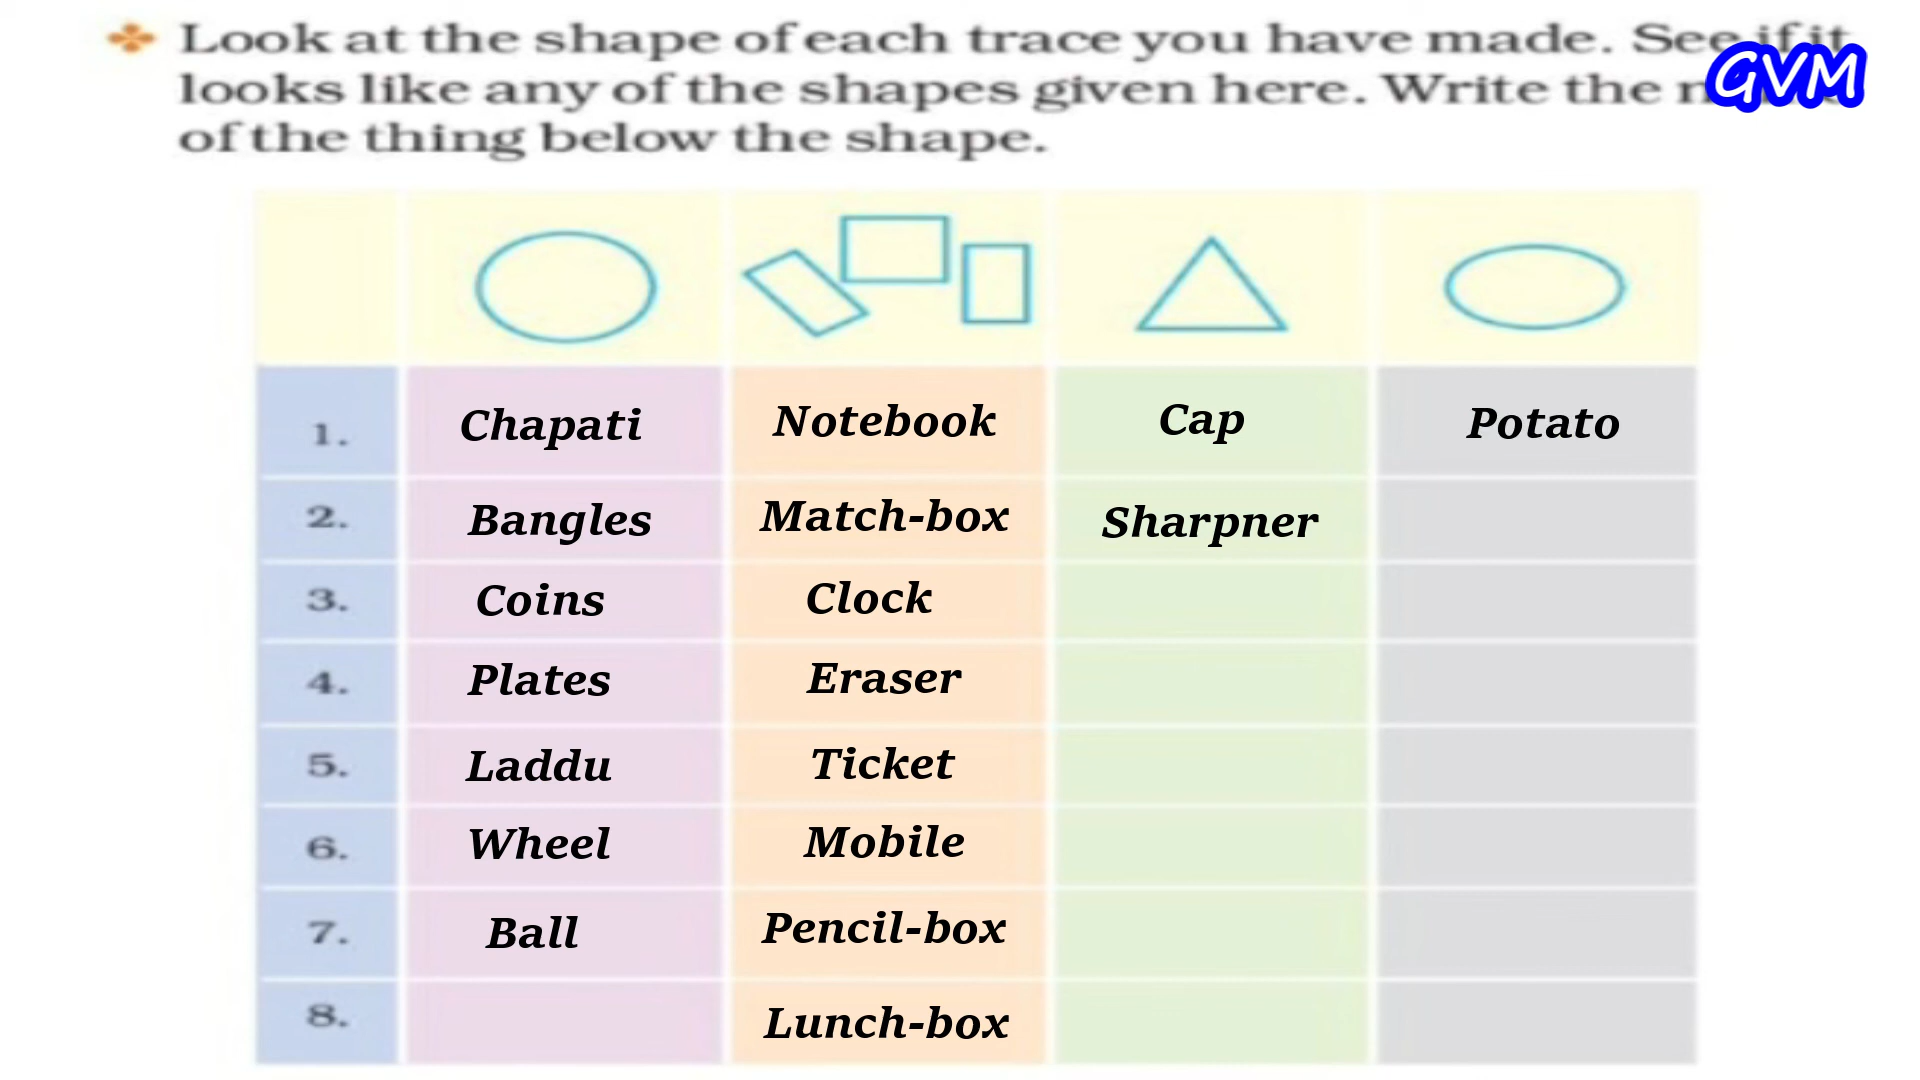 Look at the shape of each trace you have made. See if it
looks like any of the shapes given here. Write the
GVM
of the thing below the shape.
1. Chapati Notebook Cap Potato
2. Bangles Match-box Sharpner
3. Coins Clock
4. Plates Eraser
5. Laddu Ticket
6. Wheel Mobile
7. Ball Pencil-box
8. Lunch-box